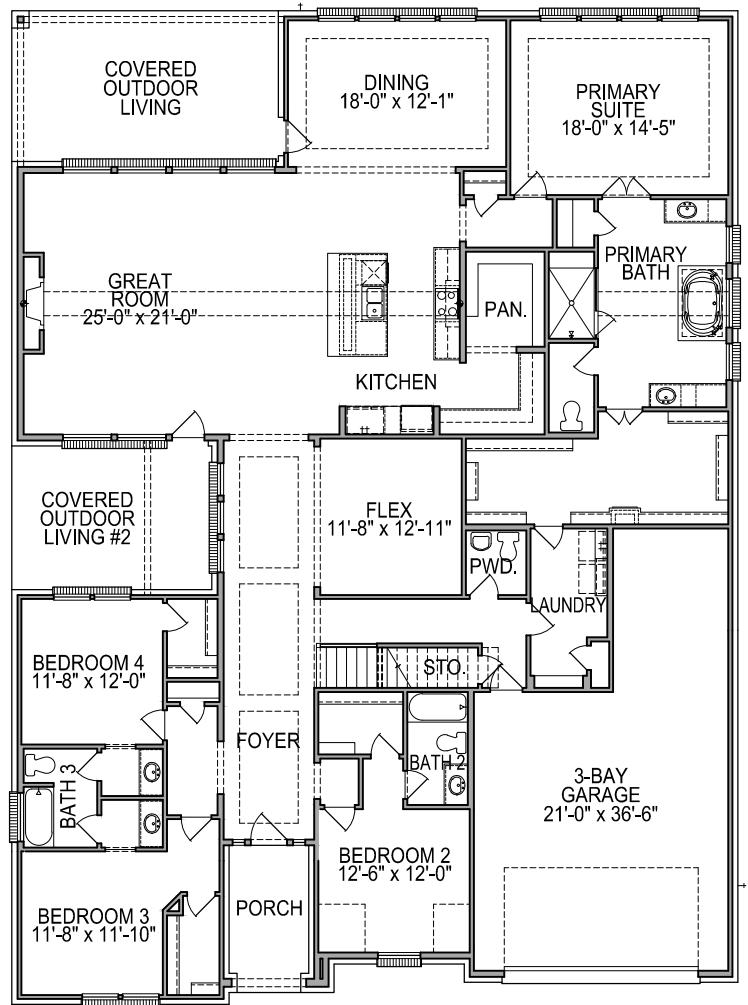 COVERED
OUTDOOR
LIVING
DINING
18'-0" x 12'-1"
PRIMARY
SUITE
18'-0" x 14'-5"
GREAT
ROOM
25'-0" x 21'-0"
PRIMARY
BATH
PAN.
KITCHEN
COVERED
OUTDOOR
LIVING #2
FLEX
11'-8" x 12'-11"
PWD.
LAUNDRY
BEDROOM 4
11'-8" x 12'-0"
STO.
FOYER
BATH 3
BATH 2
3-BAY
GARAGE
21'-0" x 36'-6"
BEDROOM 2
12'-6" x 12'-0"
PORCH
BEDROOM 3
11'-8" x 11'-10"